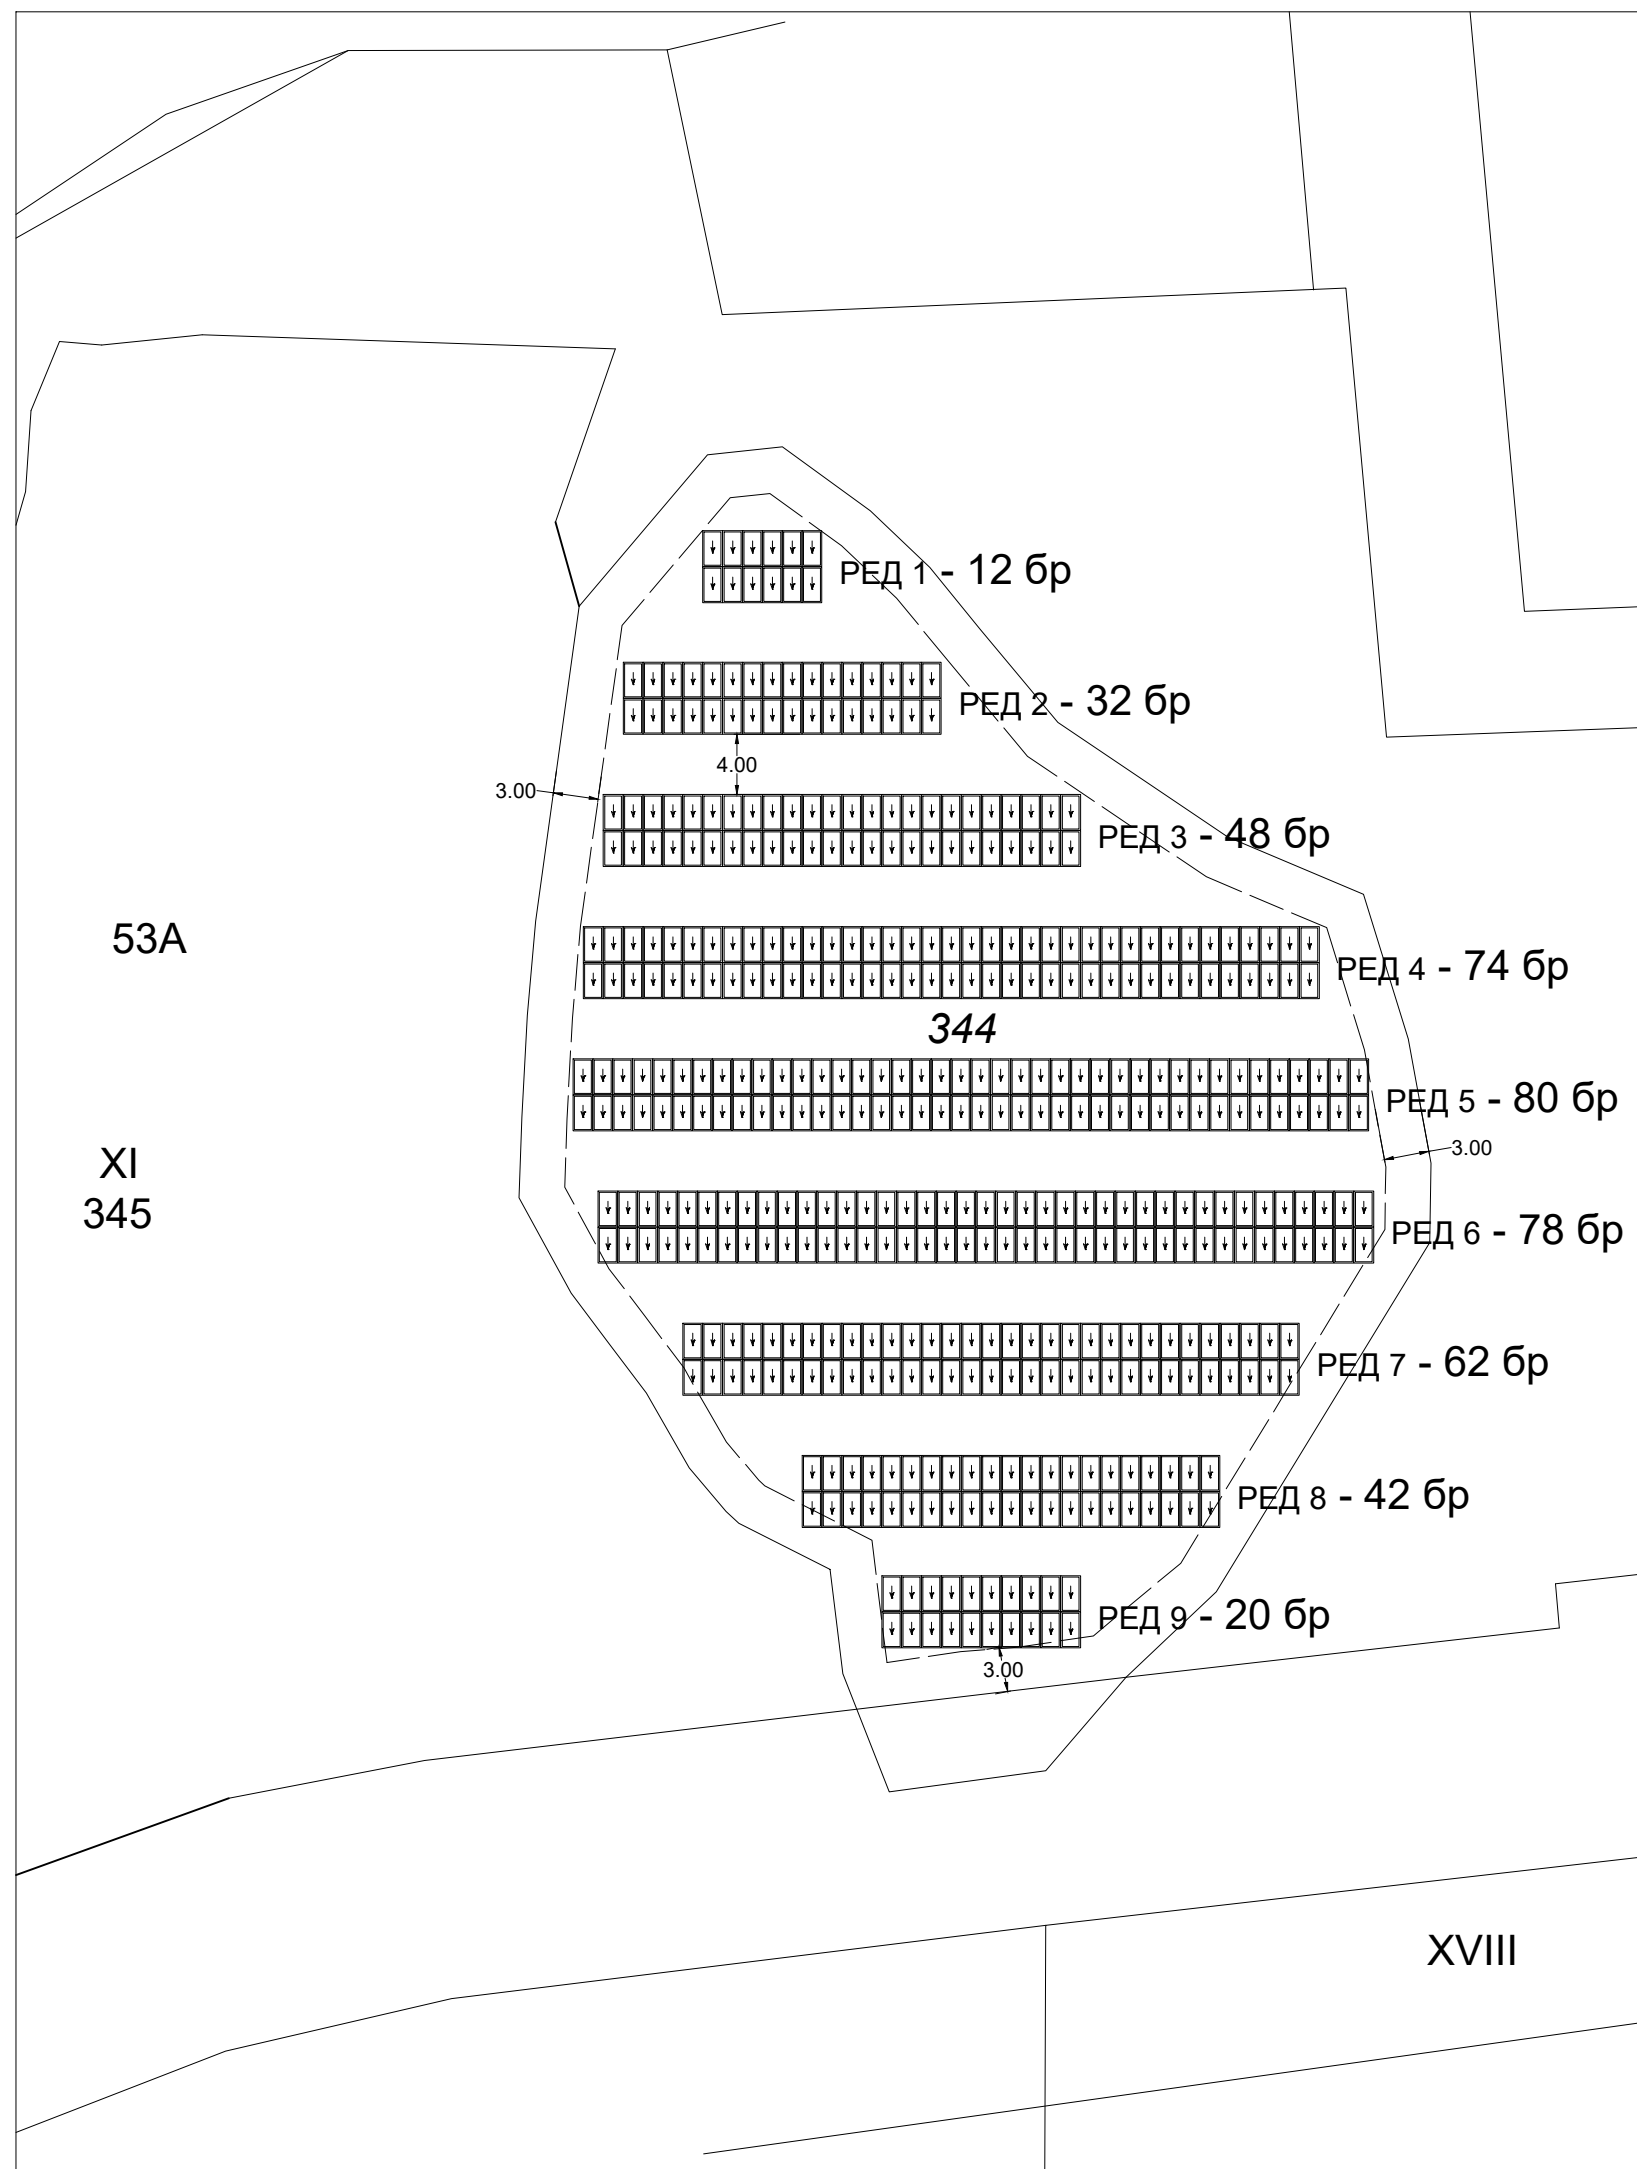 РЕД 1 - 12 бр
РЕД 2 - 32 бр
4.00
3.00
РЕД 3 - 48 бр
53А
РЕД 4 - 74 бр
344
РЕД 5 - 80 бр
3.00
XI
345
РЕД 6 - 78 бр
РЕД 7 - 62 бр
РЕД 8 - 42 бр
РЕД 9 - 20 бр
3.00
XVIII